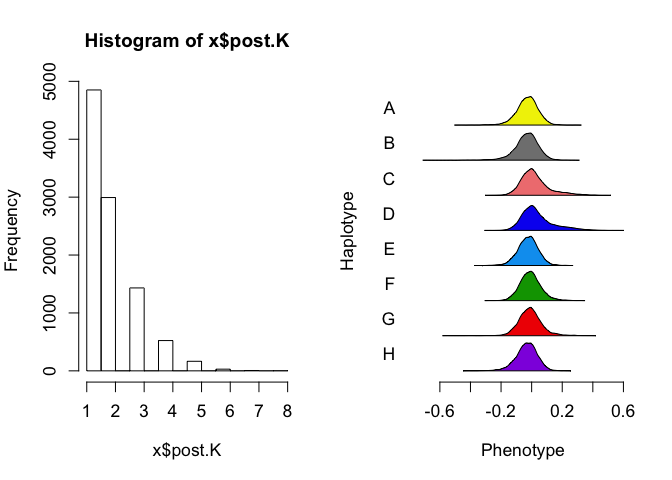 Histogram of x$post.K
Frequency
0
1000
2000
3000
4000
5000
1 2 3 4 5 6 7 8
x$post.K
Haplotype
A
B
C
D
E
F
G
H
-0.6 -0.2 0.2 0.6
Phenotype